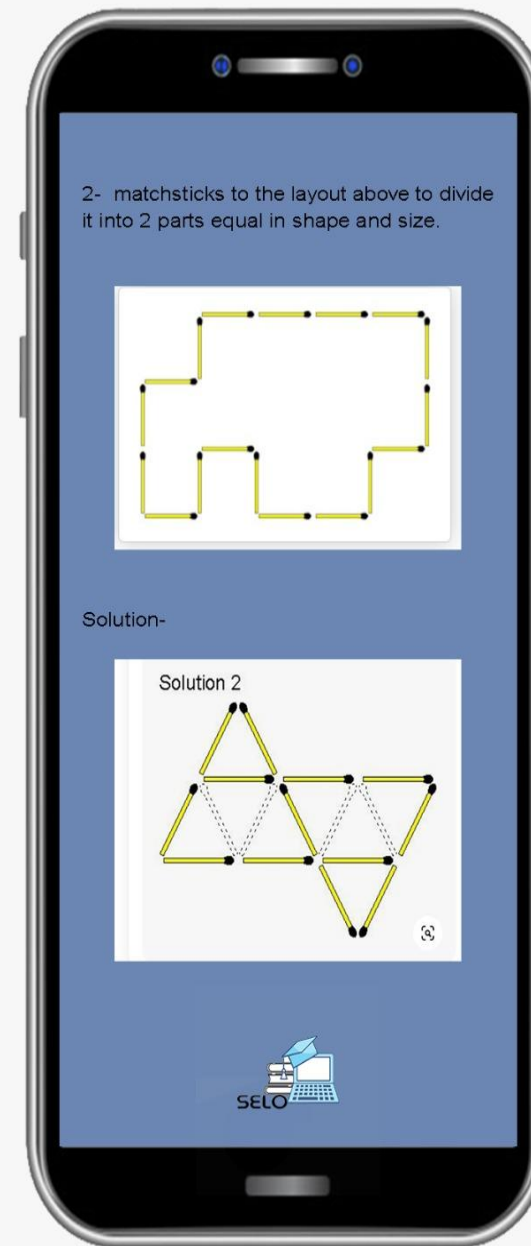 2- matchsticks to the layout above to divide
it into 2 parts equal in shape and size.
Solution-
Solution 2
SELO